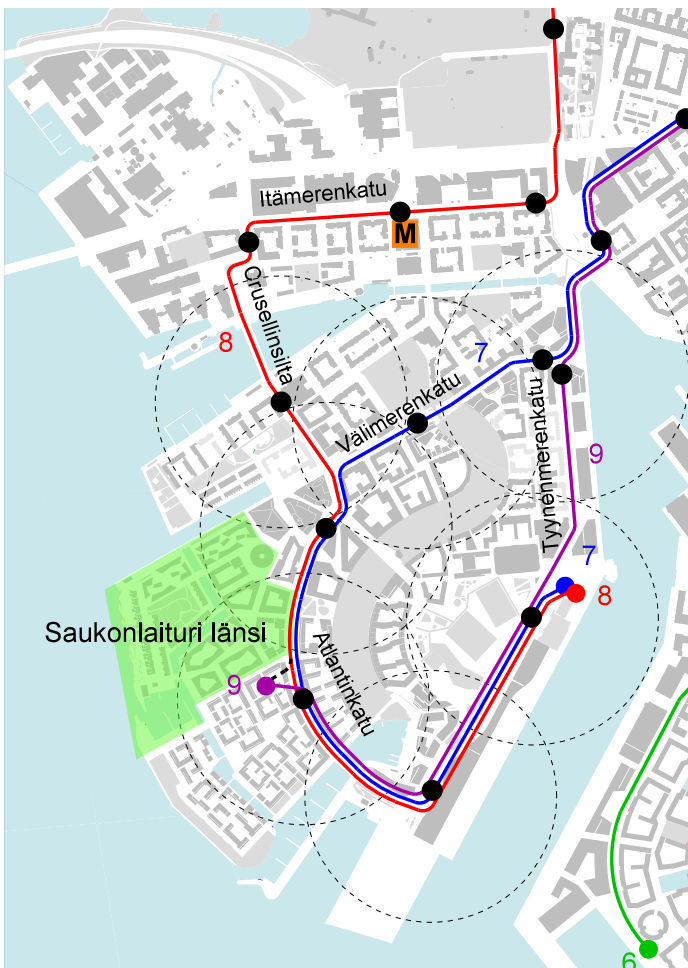 Itämerenkatu
M
Crusellinsilta
8
7
Välimerenkatu
Tyynenmerenkatu
9
7
8
Saukonlaituri länsi
Atlantinkatu
9
6